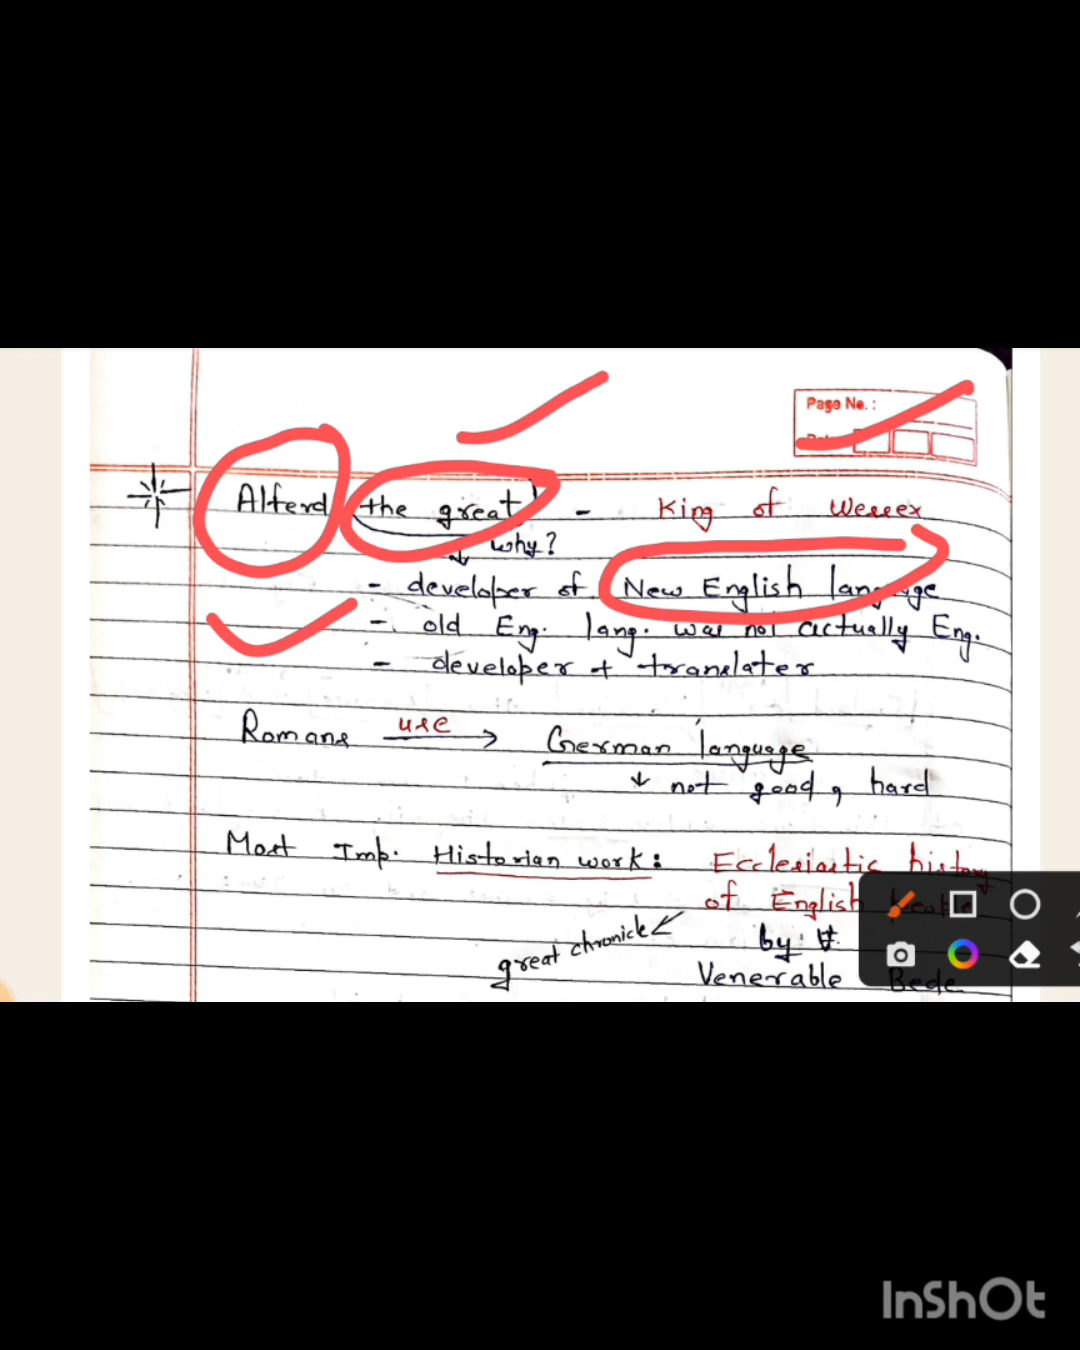 Page No.:
Alferd the great - King of Wessex
why?
- developer of New English language
- old Eng. lang. was not actually Eng.
- developer + translater
Romans use → German language
↓ not good, hard
Most Imp. Historian work: Ecclesiastic history
of English People
great chronicle by
Venerable Bede
InShOt